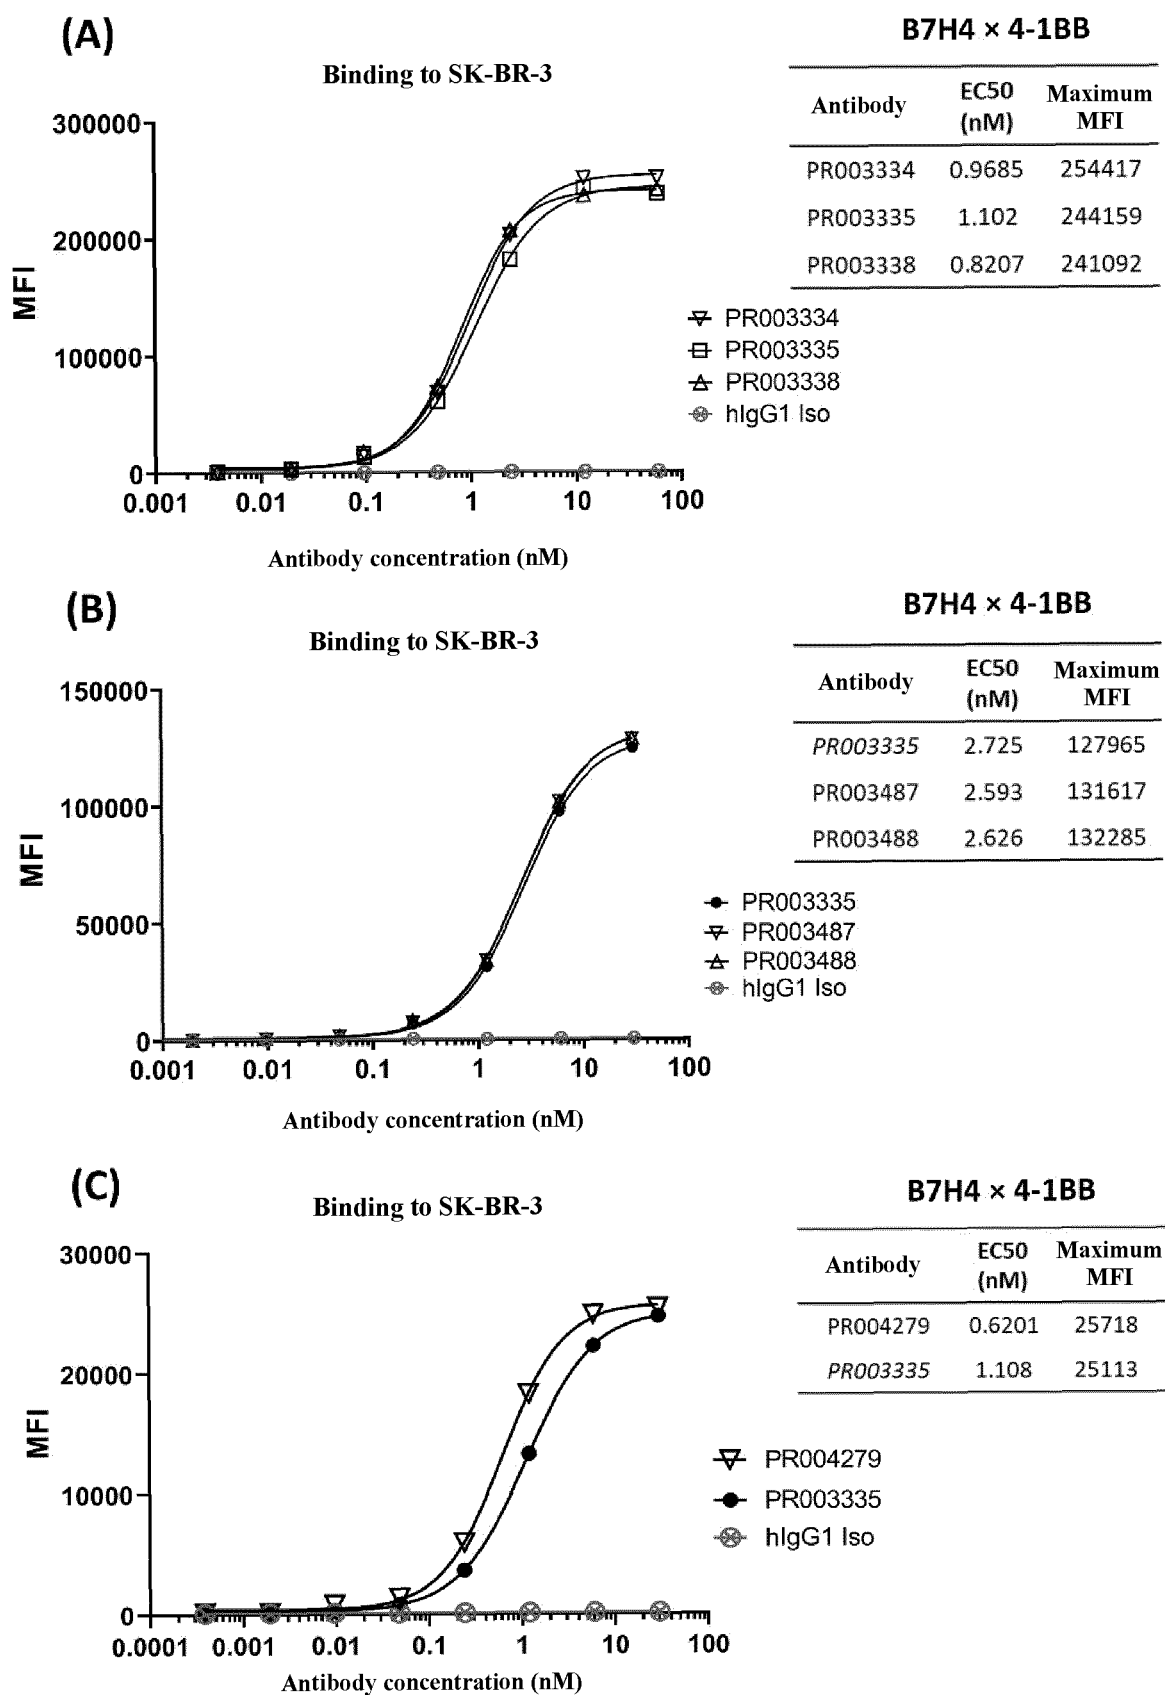 (A)
B7H4 × 4-1BB
Binding to SK-BR-3
Antibody EC50 (nM) Maximum MFI
PR003334 0.9685 254417
PR003335 1.102 244159
PR003338 0.8207 241092
300000
200000
100000
0
MFI
PR003334
PR003335
PR003338
hIgG1 Iso
0.001 0.01 0.1 1 10 100
Antibody concentration (nM)
(B)
B7H4 × 4-1BB
Binding to SK-BR-3
Antibody EC50 (nM) Maximum MFI
PR003335 2.725 127965
PR003487 2.593 131617
PR003488 2.626 132285
150000
100000
50000
0
MFI
PR003335
PR003487
PR003488
hIgG1 Iso
0.001 0.01 0.1 1 10 100
Antibody concentration (nM)
(C)
B7H4 × 4-1BB
Binding to SK-BR-3
Antibody EC50 (nM) Maximum MFI
PR004279 0.6201 25718
PR003335 1.108 25113
30000
20000
10000
0
MFI
PR004279
PR003335
hIgG1 Iso
0.0001 0.001 0.01 0.1 1 10 100
Antibody concentration (nM)